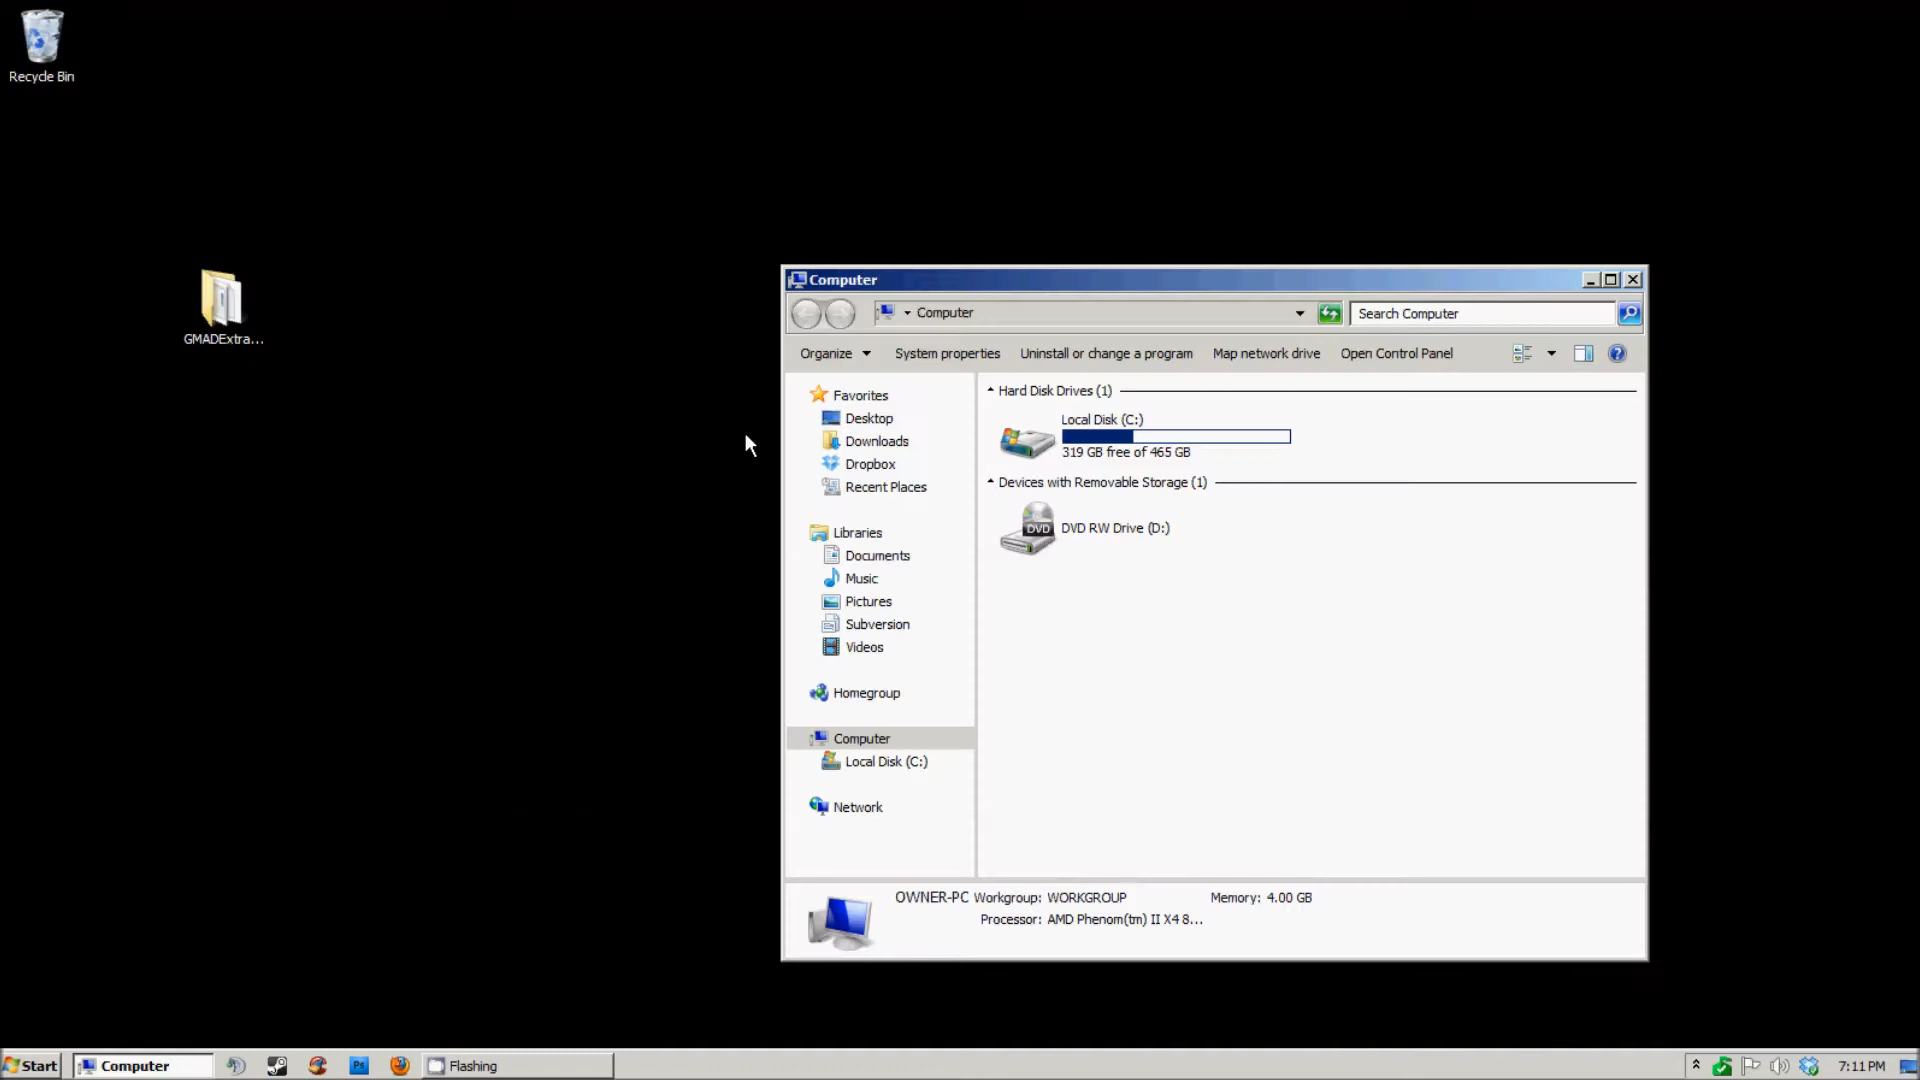 Recycle Bin
GMADExtra...
Computer
Computer
Search Computer
Organize
System properties
Uninstall or change a program
Map network drive
Open Control Panel
Favorites
Desktop
Downloads
Dropbox
Recent Places
Libraries
Documents
Music
Pictures
Subversion
Videos
Homegroup
Computer
Local Disk (C:)
Network
Hard Disk Drives (1)
Local Disk (C:)
319 GB free of 465 GB
Devices with Removable Storage (1)
DVD
DVD RW Drive (D:)
OWNER-PC Workgroup: WORKGROUP
Memory: 4.00 GB
Processor: AMD Phenom(tm) II X4 8...
Start
Computer
Ps
Flashing
7:11 PM